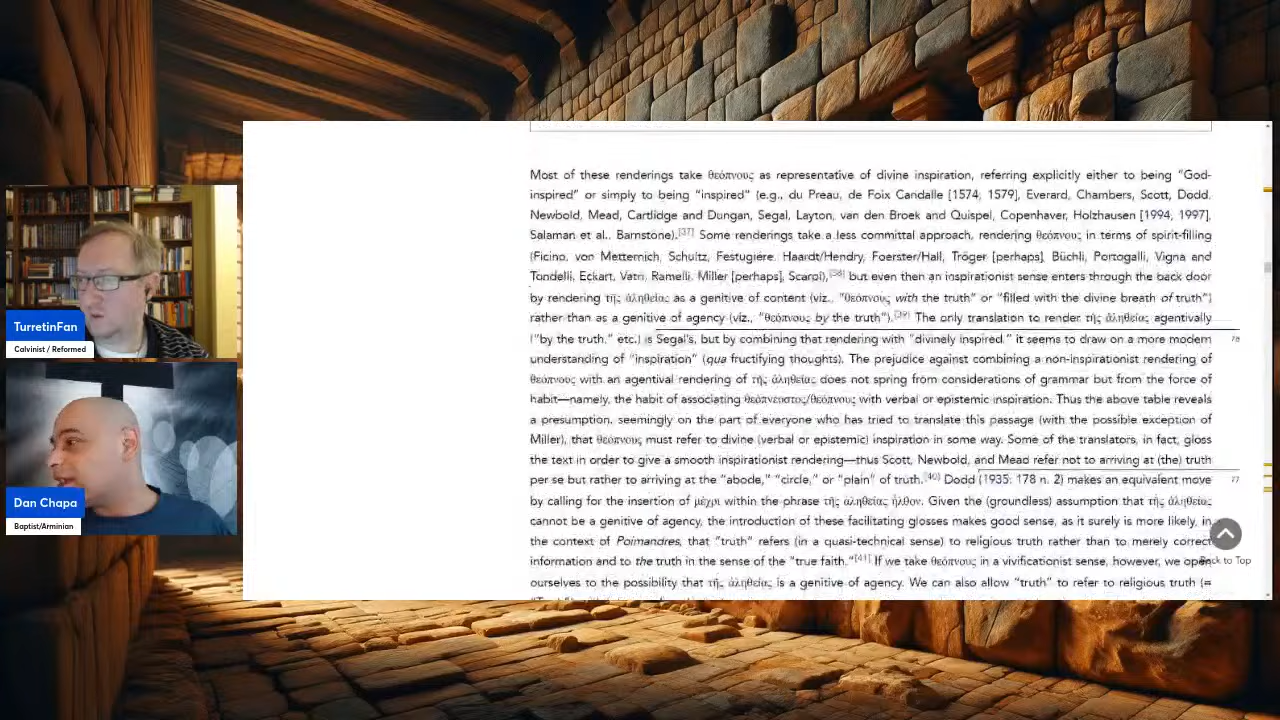 Most of these renderings take θεόπνους as representative of divine inspiration, referring explicitly either to being “God-
inspired” or simply to being “inspired” (e.g., du Preau, de Foix Candalle [1574, 1579], Everard, Chambers, Scott, Dodd,
Newbold, Mead, Cartlidge and Dungan, Segal, Layton, van den Broek and Quispel, Copenhaver, Holzhausen [1994, 1997],
Salaman et al., Barnstone).[37] Some renderings take a less committal approach, rendering θεόπνους in terms of spirit-filling
(Ficino, von Metternich, Schultz, Festugière, Haardt/Hendry, Foerster/Hall, Tröger [perhaps], Büchli, Portogalli, Vigna and
Tondelli, Eckart, Ramelli, Miller [perhaps], Scarpi),[38] but even then an inspirationist sense enters through the back door
by rendering τῆς ἀληθείας as a genitive of content (viz., “θεόπνους with the truth” or “filled with the divine breath of truth”)
rather than as a genitive of agency (viz., “θεόπνους by the truth”).[39] The only translation to render τῆς ἀληθείας agentivally
(“by the truth,” etc.) is Segal's, but by combining that rendering with “divinely inspired,” it seems to draw on a more modern
76
understanding of “inspiration” (qua fructifying thoughts). The prejudice against combining a non-inspirationist rendering of
θεόπνους with an agentival rendering of τῆς ἀληθείας does not spring from considerations of grammar but from the force of
habit—namely, the habit of associating θεόπνευστος/θεόπνους with verbal or epistemic inspiration. Thus the above table reveals
a presumption, seemingly on the part of everyone who has tried to translate this passage (with the possible exception of
Miller), that θεόπνους must refer to divine (verbal or epistemic) inspiration in some way. Some of the translators, in fact, gloss
the text in order to give a smooth inspirationist rendering—thus Scott, Newbold, and Mead refer not to arriving at (the) truth
per se but rather to arriving at the “abode,” “circle,” or “plain” of truth.[40] Dodd (1935: 178 n. 2) makes an equivalent move
77
by calling for the insertion of μέχρι within the phrase τῆς ἀληθείας ἦλθον. Given the (groundless) assumption that τῆς ἀληθείας
cannot be a genitive of agency, the introduction of these facilitating glosses makes good sense, as it surely is more likely, in
the context of Poimandres, that “truth” refers (in a quasi-technical sense) to religious truth rather than to merely correct
information and to the truth in the sense of the “true faith.”[41] If we take θεόπνους in a vivificationist sense, however, we open
Back to Top
ourselves to the possibility that τῆς ἀληθείας is a genitive of agency. We can also allow “truth” to refer to religious truth (=
TurretinFan
Calvinist / Reformed
Dan Chapa
Baptist/Arminian